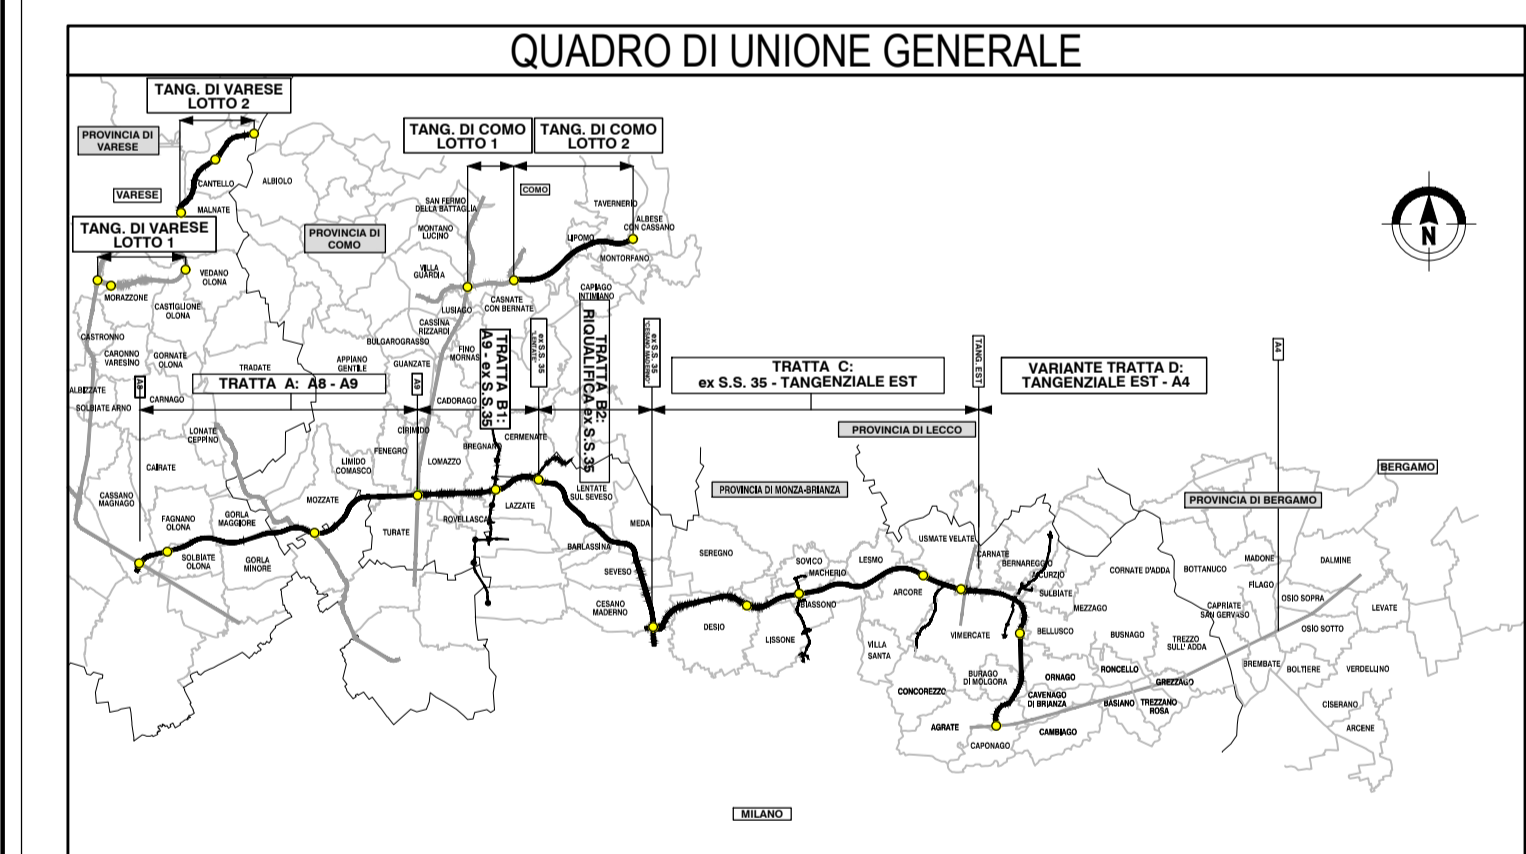 QUADRO DI UNIONE GENERALE
TANG. DI VARESE
LOTTO 2
PROVINCIA DI
VARESE
TANG. DI COMO
LOTTO 1
TANG. DI COMO
LOTTO 2
CANTELLO
ALBIOLO
VARESE
MALNATE
COMO
SAN FERMO
DELLA BATTAGLIA
TAVERNERIO
ALBESE
CON CASSANO
TANG. DI VARESE
LOTTO 1
PROVINCIA DI
COMO
MONTANO
LUCINO
LIPOMO
MONTORFANO
N
VILLA
GUARDIA
VEDANO
OLONA
MORAZZONE
CASTIGLIONE
OLONA
LUSIAGO
CASNATE
CON BERNATE
CAPIAGO
INTIMIANO
CASSINA
RIZZARDI
CASTRONNO
BULGAROGRASSO
CARONNO
VARESINO
GORNATE
OLONA
TRADATE
APPIANO
GENTILE
GUANZATE
FINO
MORNAS
TRATTA B1:
A9 - ex S.S.35
ex S.S. 35
"LENTATE"
TRATTA B2:
RIQUALIFICA ex S.S.35
ex S.S. 35
"CESANO MADERNO"
TANG. EST
A4
ALBIZZATE
A8
TRATTA A: A8 - A9
A9
TRATTA C:
ex S.S. 35 - TANGENZIALE EST
VARIANTE TRATTA D:
TANGENZIALE EST - A4
SOLBIATE ARNO
CARNAGO
CADORAGO
LONATE
CEPPINO
CIRIMIDO
CERMENATE
PROVINCIA DI LECCO
CAIRATE
LIMIDO
COMASCO
FENEGRO
LOMAZZO
BREGNANO
BERGAMO
CASSANO
MAGNAGO
MOZZATE
LENTATE
SUL SEVESO
PROVINCIA DI MONZA-BRIANZA
PROVINCIA DI BERGAMO
FAGNANO
OLONA
GORLA
MAGGIORE
ROVELLASCA
LAZZATE
MEDA
TURATE
SOLBIATE
OLONA
GORLA
MINORE
BARLASSINA
SEVESO
SEREGNO
SOVICO
MACHERIO
LESMO
USMATE VELATE
CARNATE
BERNAREGGIO
CORNATE D'ADDA
BOTTANUCO
MADONE
DALMINE
FILAGO
CESANO
MADERNO
DESIO
BIASSONO
LISSONE
ARCORE
SULBIATE
MEZZAGO
CAPRIATE
SAN GERVASO
OSIO SOPRA
LEVATE
VILLA
SANTA
VIMERCATE
BELLUSCO
BUSNAGO
TREZZO
SULL' ADDA
OSIO SOTTO
BURAGO
DI MOLGORA
ORNAGO
RONCELLO
GREZZAGO
BREMBATE
BOLTIERE
VERDELLINO
CONCOREZZO
CAVENAGO
DI BRIANZA
BASIANO
TREZZANO
ROSA
CISERANO
AGRATE
CAMBIAGO
ARCENE
CAPONAGO
MILANO